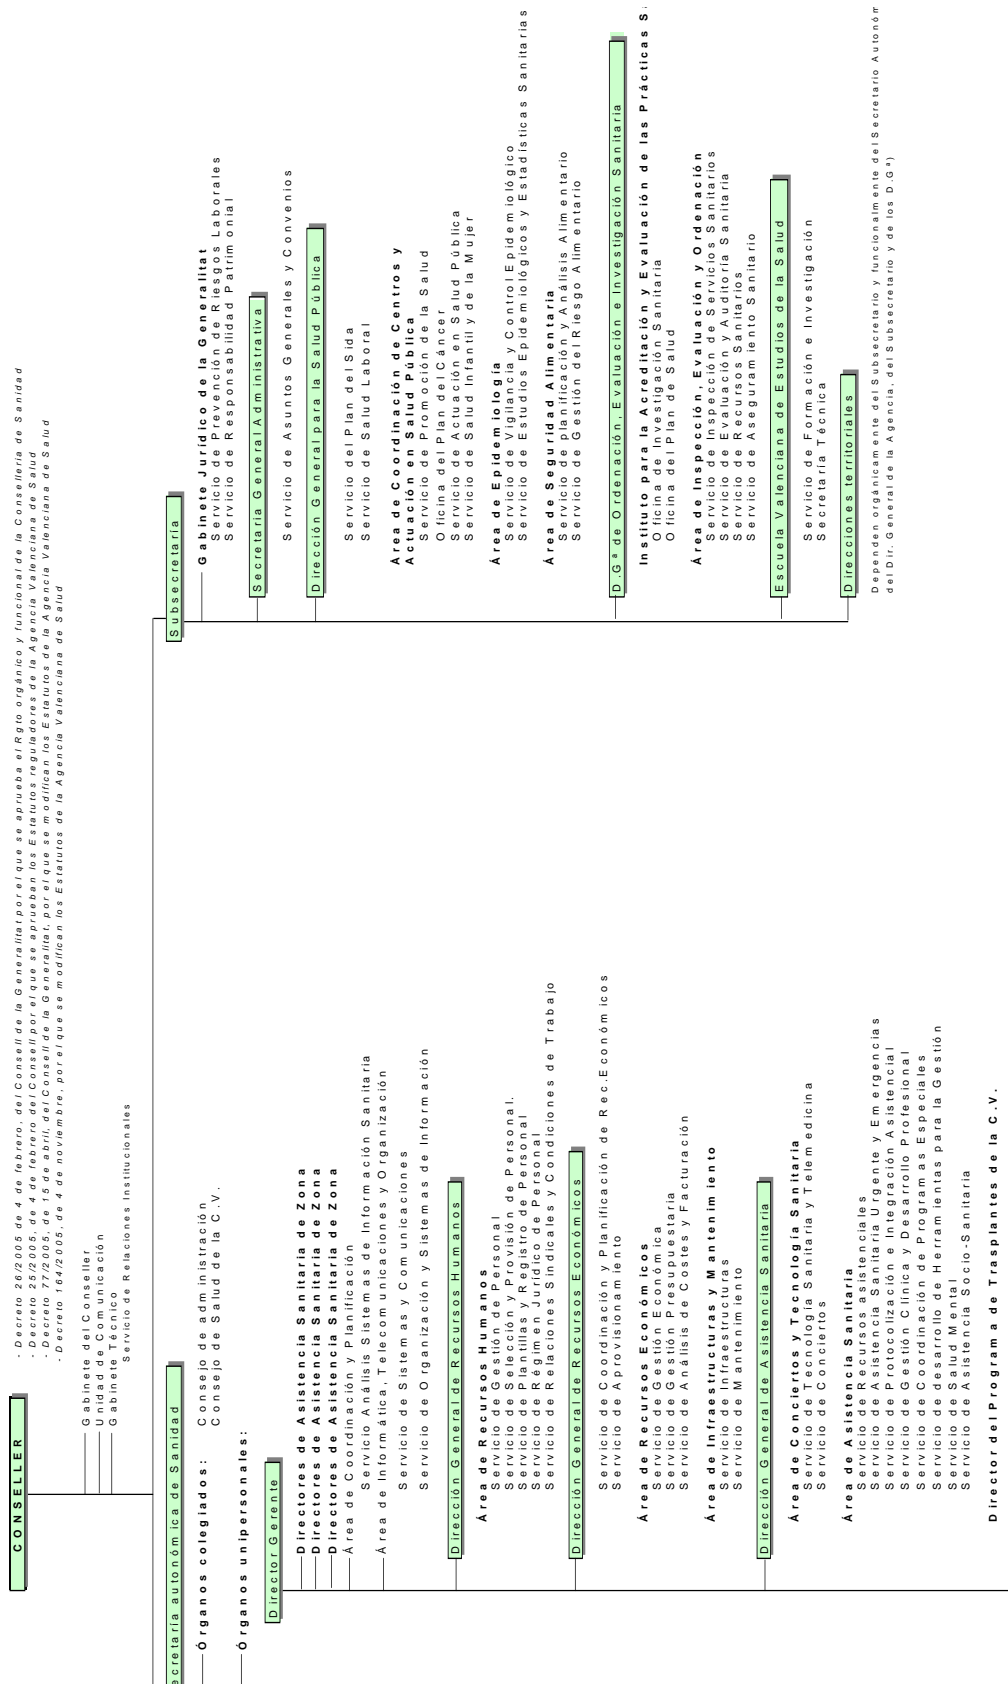 CONSELLER
- Decreto 26/2005 de 4 de febrero, del Consell de la Generalitat por el que se aprueba el Rgto orgánico y funcional de la Conselleria de Sanidad
- Decreto 25/2005, de 4 de febrero del Consell por el que se aprueban los Estatutos reguladores de la Agencia Valenciana de Salud
- Decreto 77/2005, de 15 de abril, del Consell de la Generalitat, por el que se modifican los Estatutos de la Agencia Valenciana de Salud
- Decreto 164/2005, de 4 de noviembre, por el que se modifican los Estatutos de la Agencia Valenciana de Salud
Gabinete del Conseller
Unidad de Comunicación
Gabinete Técnico
Servicio de Relaciones Institucionales
ecretaría autonómica de Sanidad
Órganos colegiados:
Consejo de administración
Consejo de Salud de la C.V.
Órganos unipersonales:
Director Gerente
Directores de Asistencia Sanitaria de Zona
Directores de Asistencia Sanitaria de Zona
Directores de Asistencia Sanitaria de Zona
Área de Coordinación y Planificación
Servicio Análisis Sistemas de Información Sanitaria
Área de Informática, Telecomunicaciones y Organización
Servicio de Sistemas y Comunicaciones
Servicio de Organización y Sistemas de Información
Dirección General de Recursos Humanos
Área de Recursos Humanos
Servicio de Gestión de Personal
Servicio de Selección y Provisión de Personal.
Servicio de Plantillas y Registro de Personal
Servicio de Régimen Jurídico de Personal
Servicio de Relaciones Sindicales y Condiciones de Trabajo
Dirección General de Recursos Económicos
Servicio de Coordinación y Planificación de Rec.Económicos
Servicio de Aprovisionamiento
Área de Recursos Económicos
Servicio de Gestión Económica
Servicio de Gestión Presupuestaria
Servicio de Análisis de Costes y Facturación
Área de Infraestructuras y Mantenimiento
Servicio de Infraestructuras
Servicio de Mantenimiento
Dirección General de Asistencia Sanitaria
Área de Conciertos y Tecnología Sanitaria
Servicio de Tecnología Sanitaria y Telemedicina
Servicio de Conciertos
Área de Asistencia Sanitaria
Servicio de Recursos asistenciales
Servicio de Asistencia Sanitaria Urgente y Emergencias
Servicio de Protocolización e Integración Asistencial
Servicio de Gestión Clínica y Desarrollo Profesional
Servicio de Coordinación de Programas Especiales
Servicio de desarrollo de Herramientas para la Gestión
Servicio de Salud Mental
Servicio de Asistencia Socio-Sanitaria
Director del Programa de Trasplantes de la C.V.
Subsecretaría
Gabinete Jurídico de la Generalitat
Servicio de Prevención de Riesgos Laborales
Servicio de Responsabilidad Patrimonial
Secretaria General Administrativa
Servicio de Asuntos Generales y Convenios
Dirección General para la Salud Pública
Servicio del Plan del Sida
Servicio de Salud Laboral
Área de Coordinación de Centros y
Actuación en Salud Pública
Servicio de Promoción de la Salud
Oficina del Plan del Cáncer
Servicio de Actuación en Salud Pública
Servicio de Salud Infantil y de la Mujer
Área de Epidemiología
Servicio de Vigilancia y Control Epidemiológico
Servicio de Estudios Epidemiológicos y Estadísticas Sanitarias
Área de Seguridad Alimentaria
Servicio de planificación y Análisis Alimentario
Servicio de Gestión del Riesgo Alimentario
D.Gª de Ordenación, Evaluación e Investigación Sanitaria
Instituto para la Acreditación y Evaluación de las Prácticas S
Oficina de Investigación Sanitaria
Oficina del Plan de Salud
Área de Inspección, Evaluación y Ordenación
Servicio de Inspección de Servicios Sanitarios
Servicio de Evaluación y Auditoría Sanitaria
Servicio de Recursos Sanitarios
Servicio de Aseguramiento Sanitario
Escuela Valenciana de Estudios de la Salud
Servicio de Formación e Investigación
Secretaría Técnica
Direcciones territoriales
Dependen orgánicamente del Subsecretario y funcionalmente del Secretario Autonóm
del Dir. General de la Agencia, del Subsecretario y de los D.Gª)